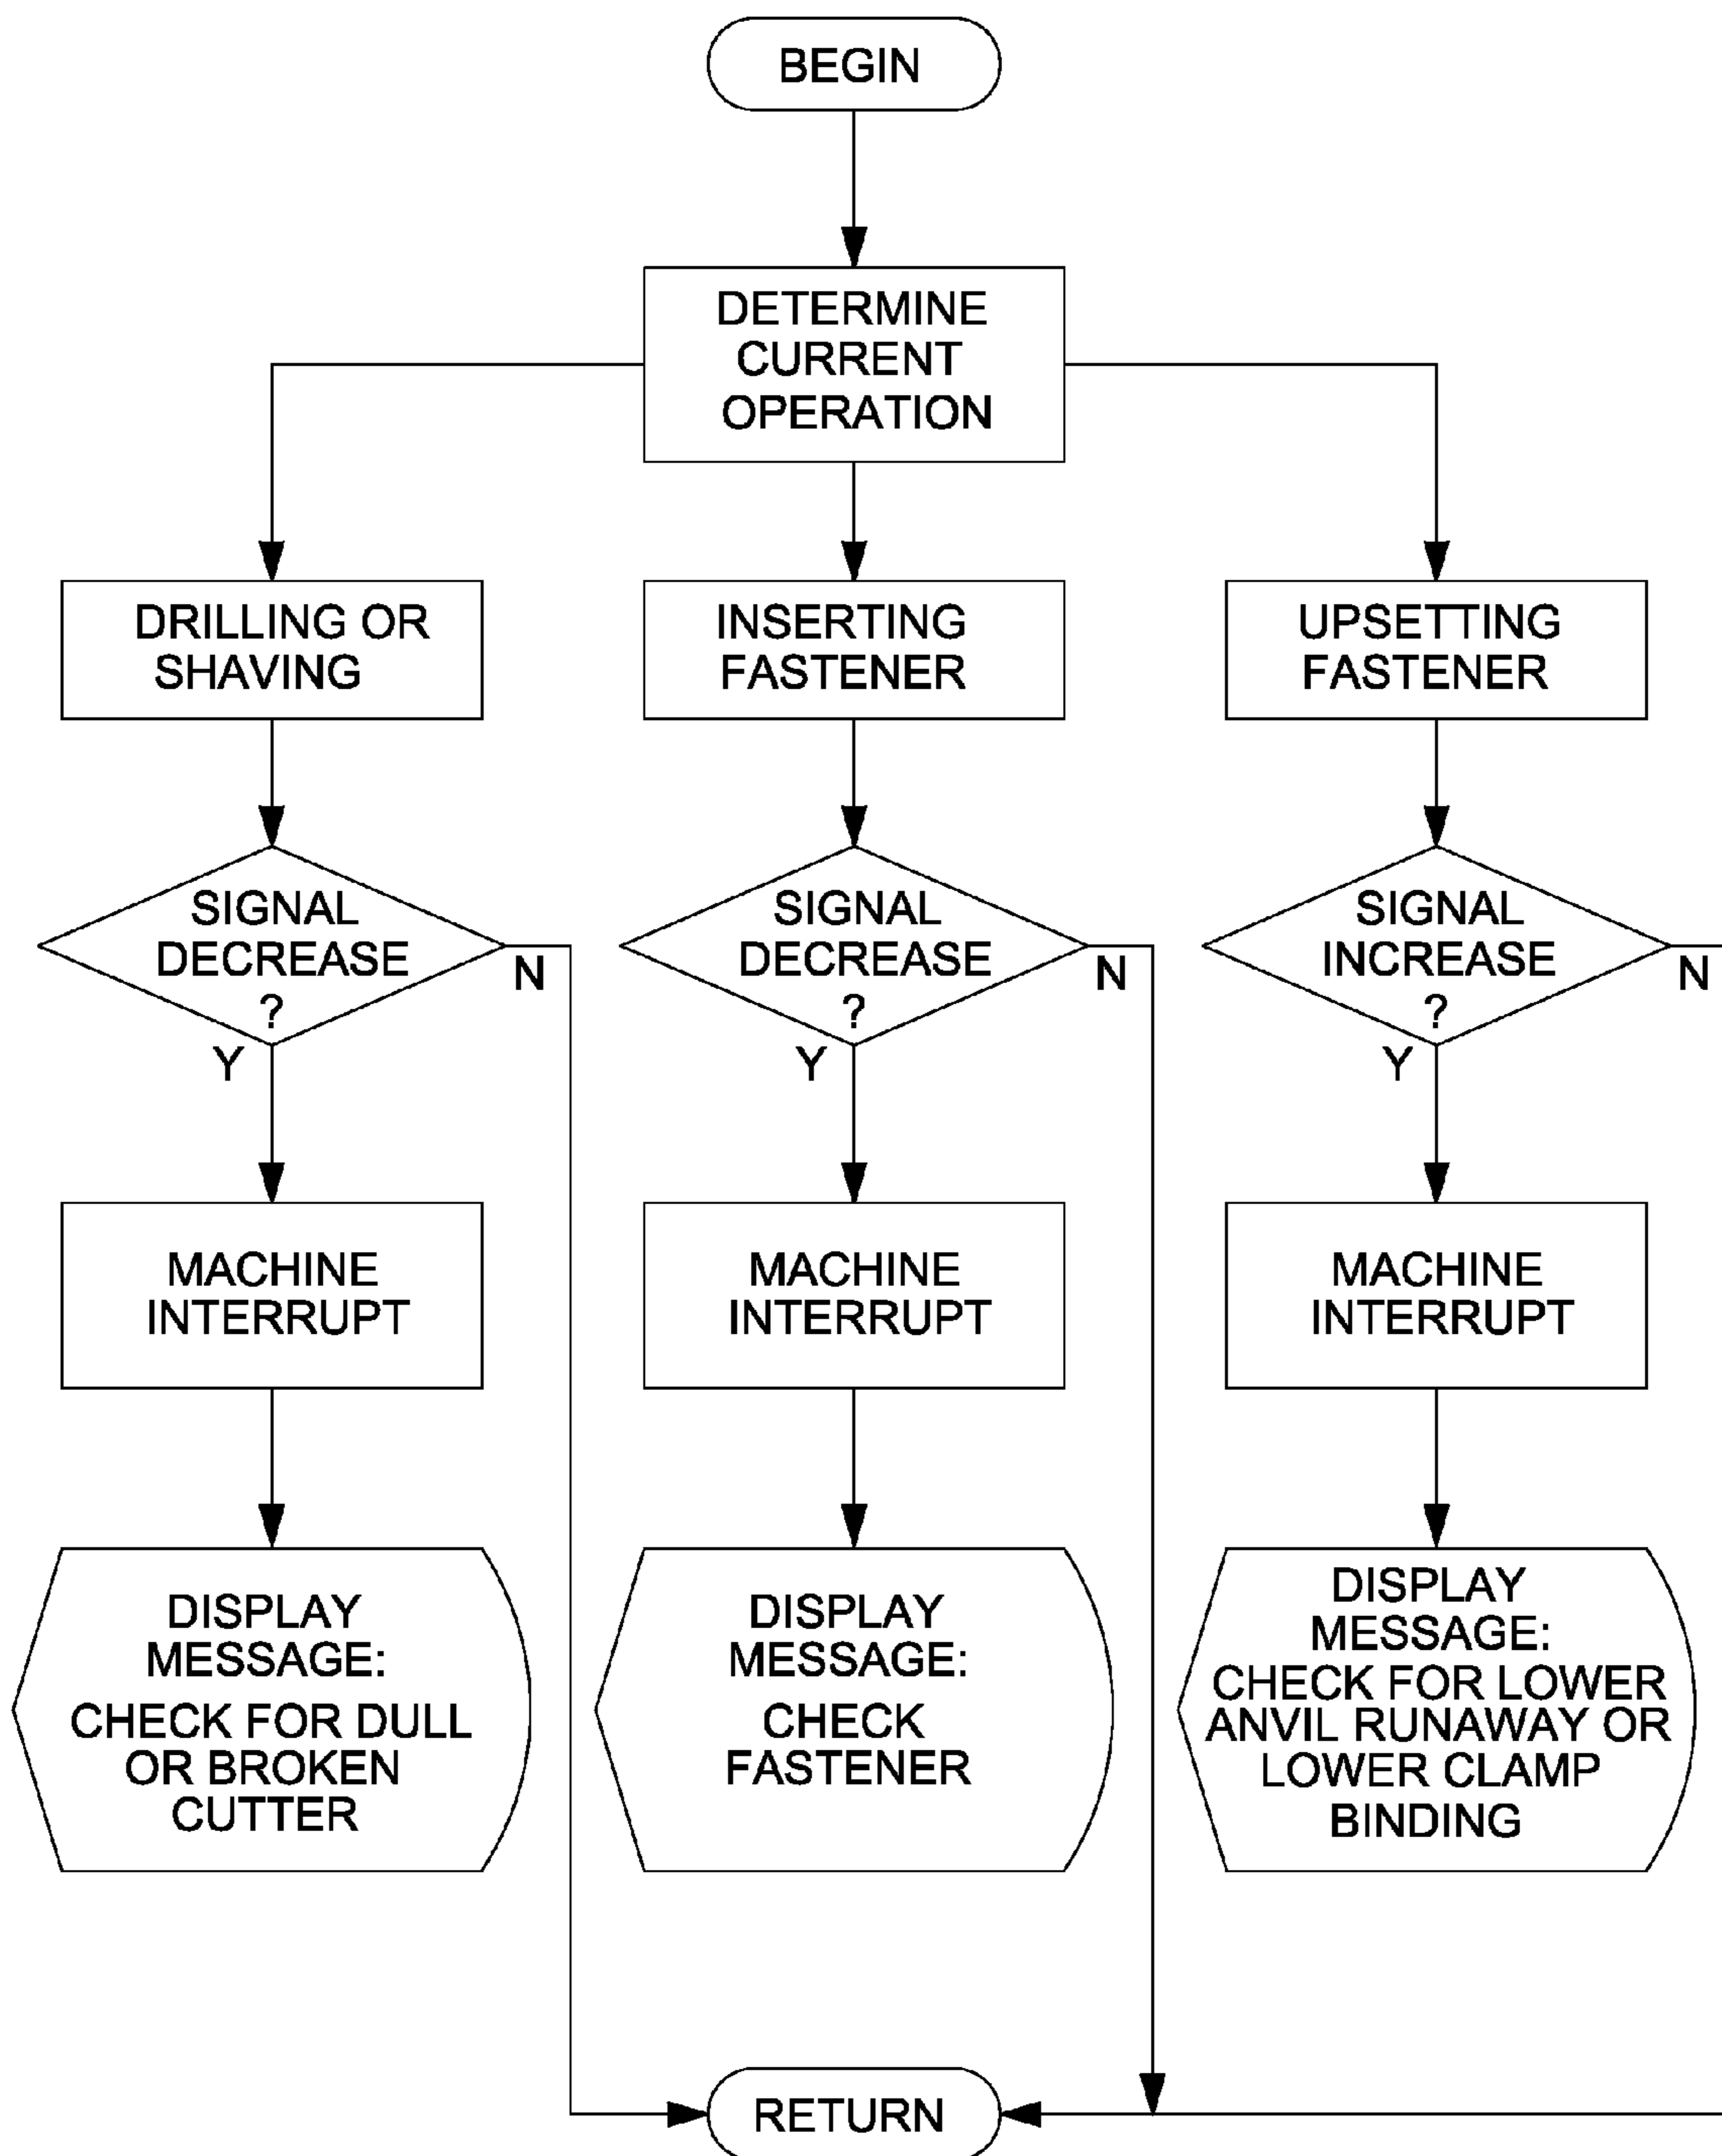 BEGIN
DETERMINE
CURRENT
OPERATION
DRILLING OR
SHAVING
INSERTING
FASTENER
UPSETTING
FASTENER
SIGNAL
DECREASE
?
N
Y
SIGNAL
DECREASE
?
N
Y
SIGNAL
INCREASE
?
N
Y
MACHINE
INTERRUPT
MACHINE
INTERRUPT
MACHINE
INTERRUPT
DISPLAY
MESSAGE:
CHECK FOR DULL
OR BROKEN
CUTTER
DISPLAY
MESSAGE:
CHECK
FASTENER
DISPLAY
MESSAGE:
CHECK FOR LOWER
ANVIL RUNAWAY OR
LOWER CLAMP
BINDING
RETURN